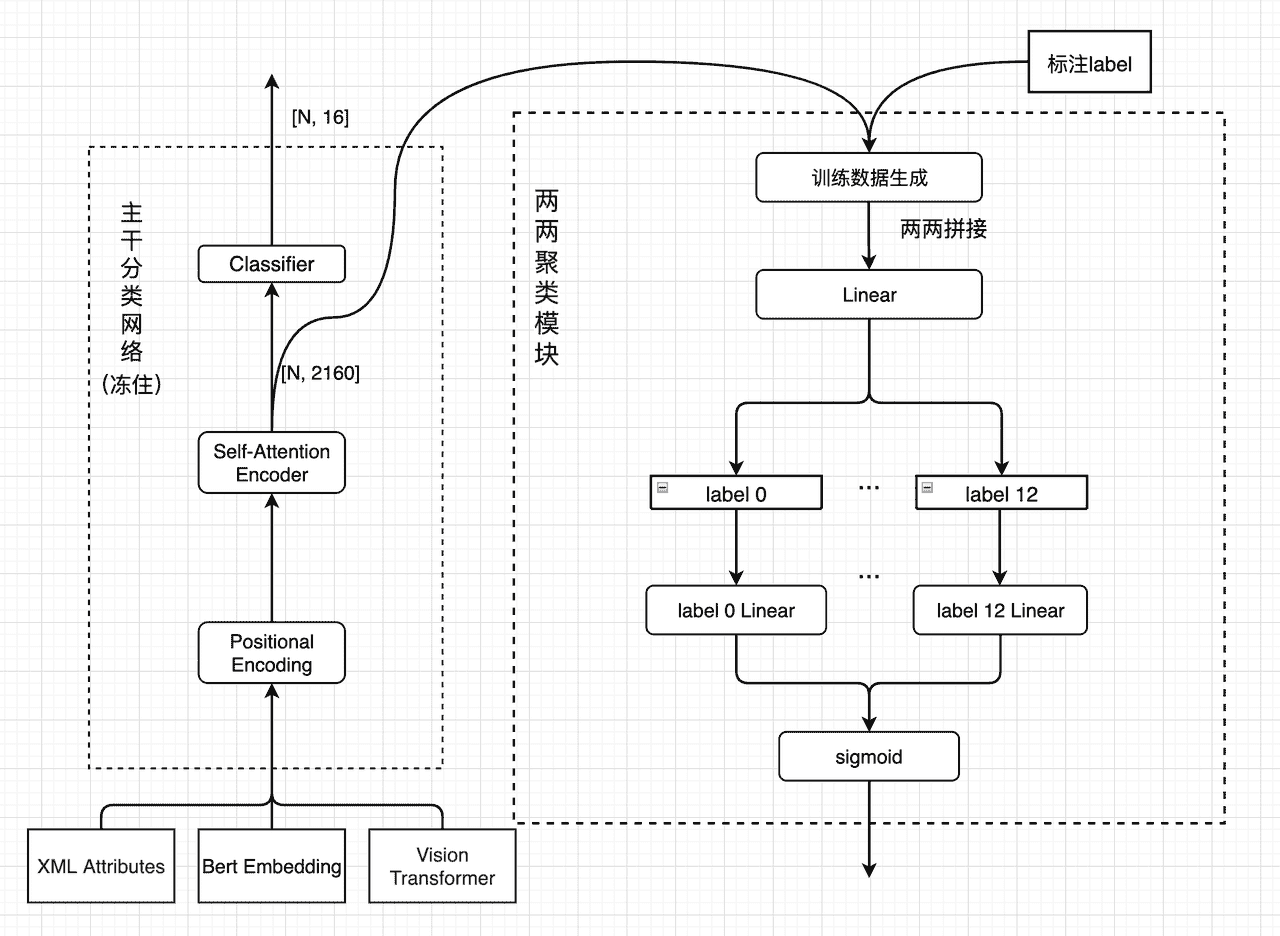 标注label
[N, 16]
主干分类网络
(冻住)
Classifier
[N, 2160]
Self-Attention
Encoder
Positional
Encoding
XML Attributes
Bert Embedding
Vision
Transformer
两两聚类模块
训练数据生成
两两拼接
Linear
label 0
...
label 12
...
label 0 Linear
label 12 Linear
sigmoid